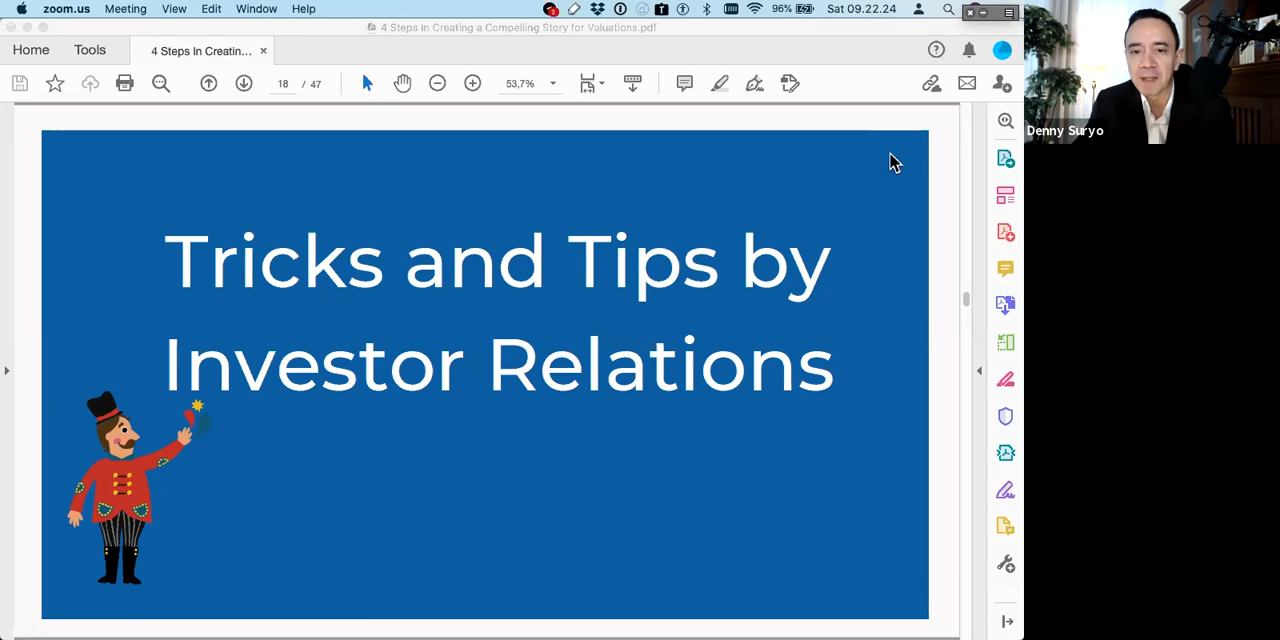 zoom.us Meeting View Edit Window Help 96% Sat 09.22.24
4 Steps In Creating a Compelling Story for Valuations.pdf
Home Tools 4 Steps In Creatin... ×
18 / 47 53,7%
Denny Suryo
Tricks and Tips by
Investor Relations